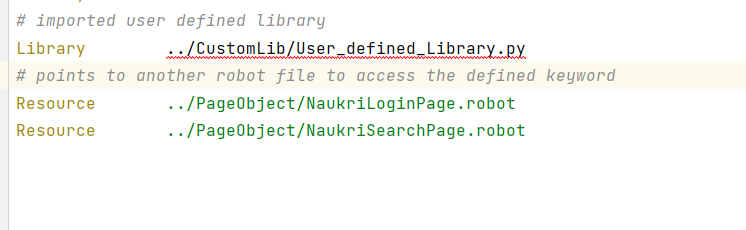 # imported user defined library
Library ../CustomLib/User_defined_Library.py
# points to another robot file to access the defined keyword
Resource ../PageObject/NaukriLoginPage.robot
Resource ../PageObject/NaukriSearchPage.robot